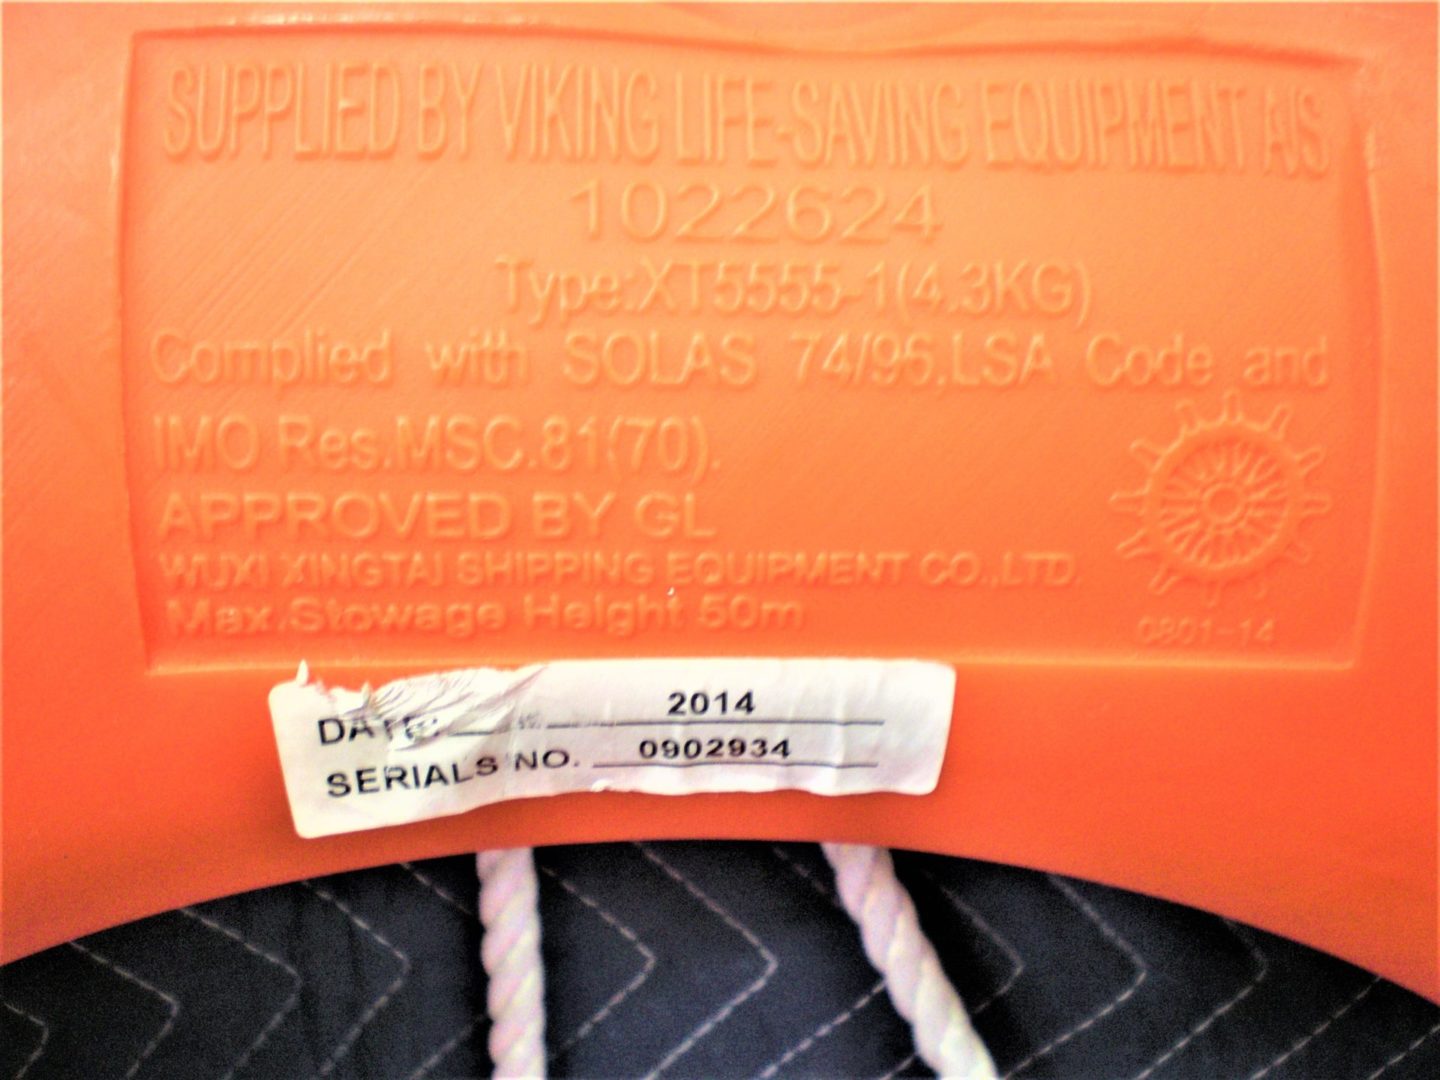 SUPPLIED BY VIKING LIFE-SAVING EQUIPMENT A/S
1022624
Type:XT5555-1(4.3KG)
Complied with SOLAS 74/96,LSA Code and
IMO Res.MSC.81(70).
APPROVED BY GL
WUXI XINGTAI SHIPPING EQUIPMENT CO.,LTD.
Max.Stowage Height 50m
0801-14
DATE: 2014
SERIALS NO. 0902934